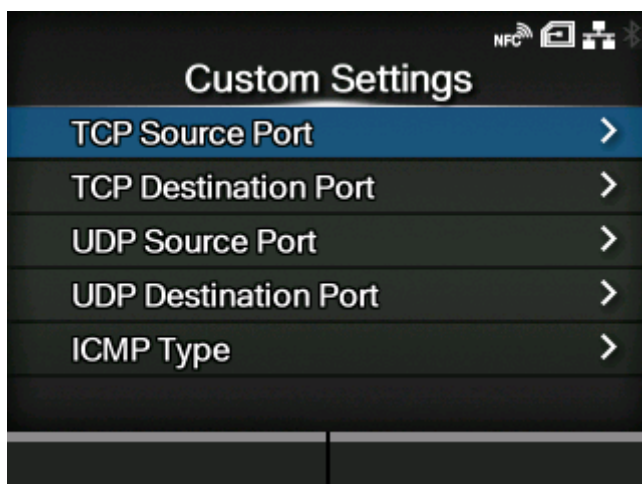 NFC
Custom Settings
TCP Source Port
TCP Destination Port
UDP Source Port
UDP Destination Port
ICMP Type